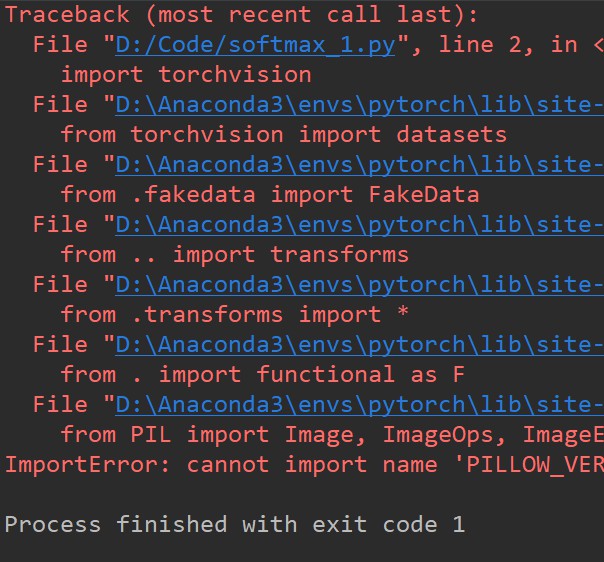 Traceback (most recent call last):
File "D:/Code/softmax_1.py", line 2, in <
import torchvision
File "D:\Anaconda3\envs\pytorch\lib\site-
from torchvision import datasets
File "D:\Anaconda3\envs\pytorch\lib\site-
from .fakedata import FakeData
File "D:\Anaconda3\envs\pytorch\lib\site-
from .. import transforms
File "D:\Anaconda3\envs\pytorch\lib\site-
from .transforms import *
File "D:\Anaconda3\envs\pytorch\lib\site-
from . import functional as F
File "D:\Anaconda3\envs\pytorch\lib\site-
from PIL import Image, ImageOps, ImageE
ImportError: cannot import name 'PILLOW_VER
Process finished with exit code 1